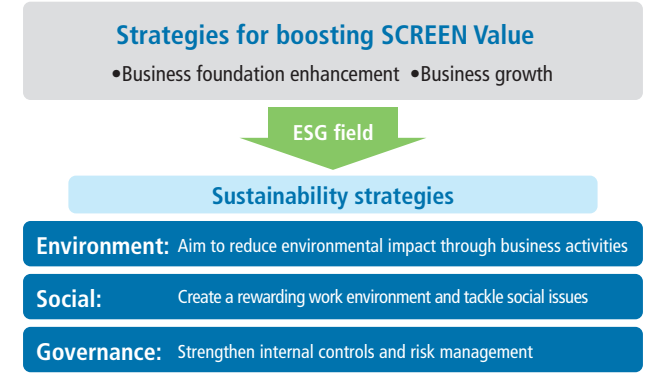 Strategies for boosting SCREEN Value
•Business foundation enhancement •Business growth
ESG field
Sustainability strategies
Environment: Aim to reduce environmental impact through business activities
Social: Create a rewarding work environment and tackle social issues
Governance: Strengthen internal controls and risk management